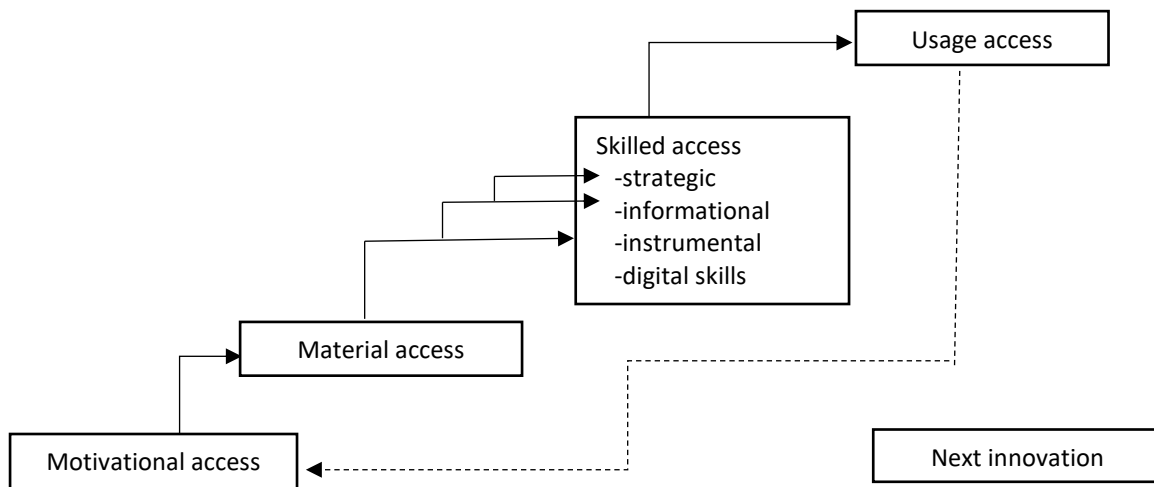 Usage access
Skilled access
-strategic
-informational
-instrumental
-digital skills
Material access
Motivational access
Next innovation